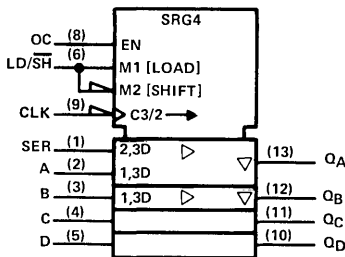 SRG4
OC (8) EN
LD/SH (6) M1 [LOAD]
M2 [SHIFT]
CLK (9) C3/2
SER (1) 2,3D (13) QA
A (2) 1,3D
B (3) 1,3D (12) QB
C (4) (11) QC
D (5) (10) QD